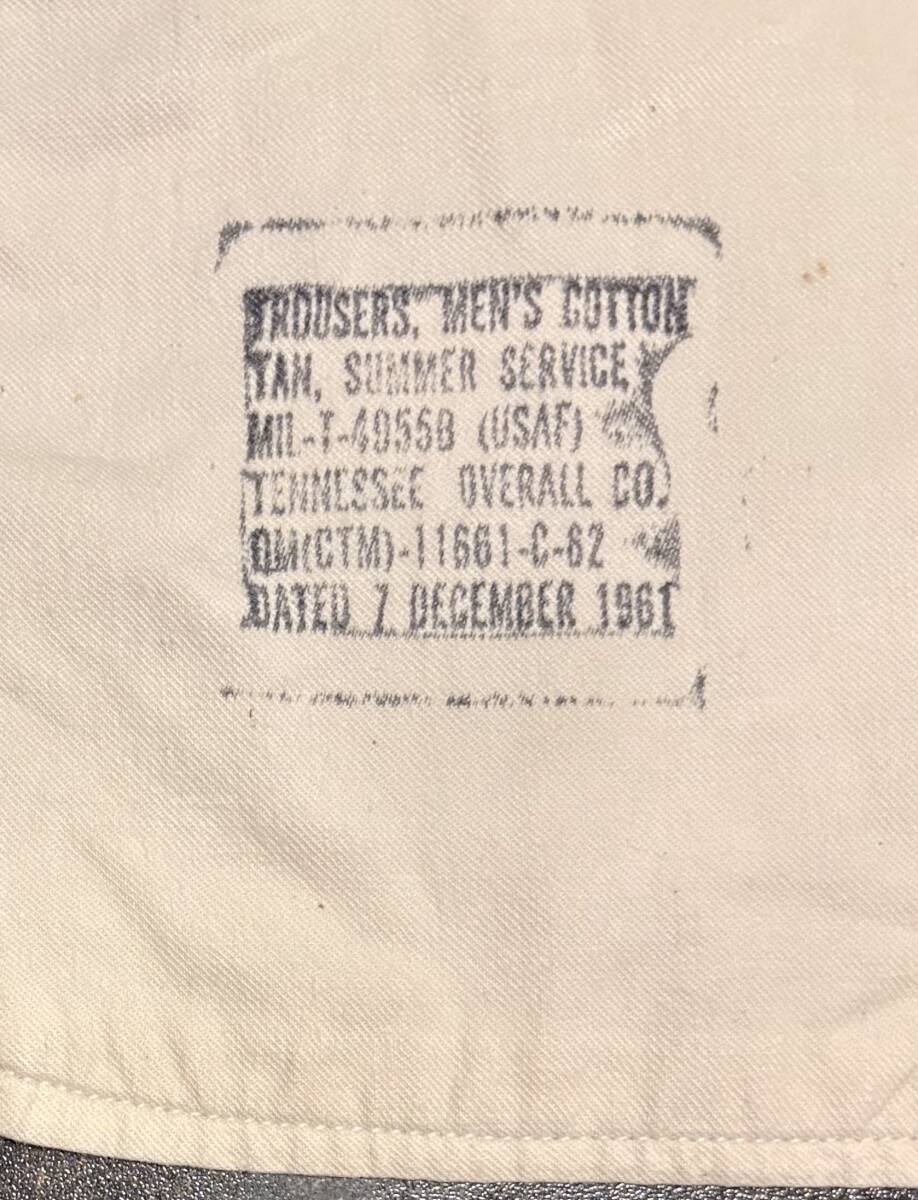 TROUSERS, MEN'S COTTON
TAN, SUMMER SERVICE,
MIL-T-4055B (USAF)
TENNESSEE OVERALL CO.
QM(CTM)-11661-C-62
DATED 7 DECEMBER 1961